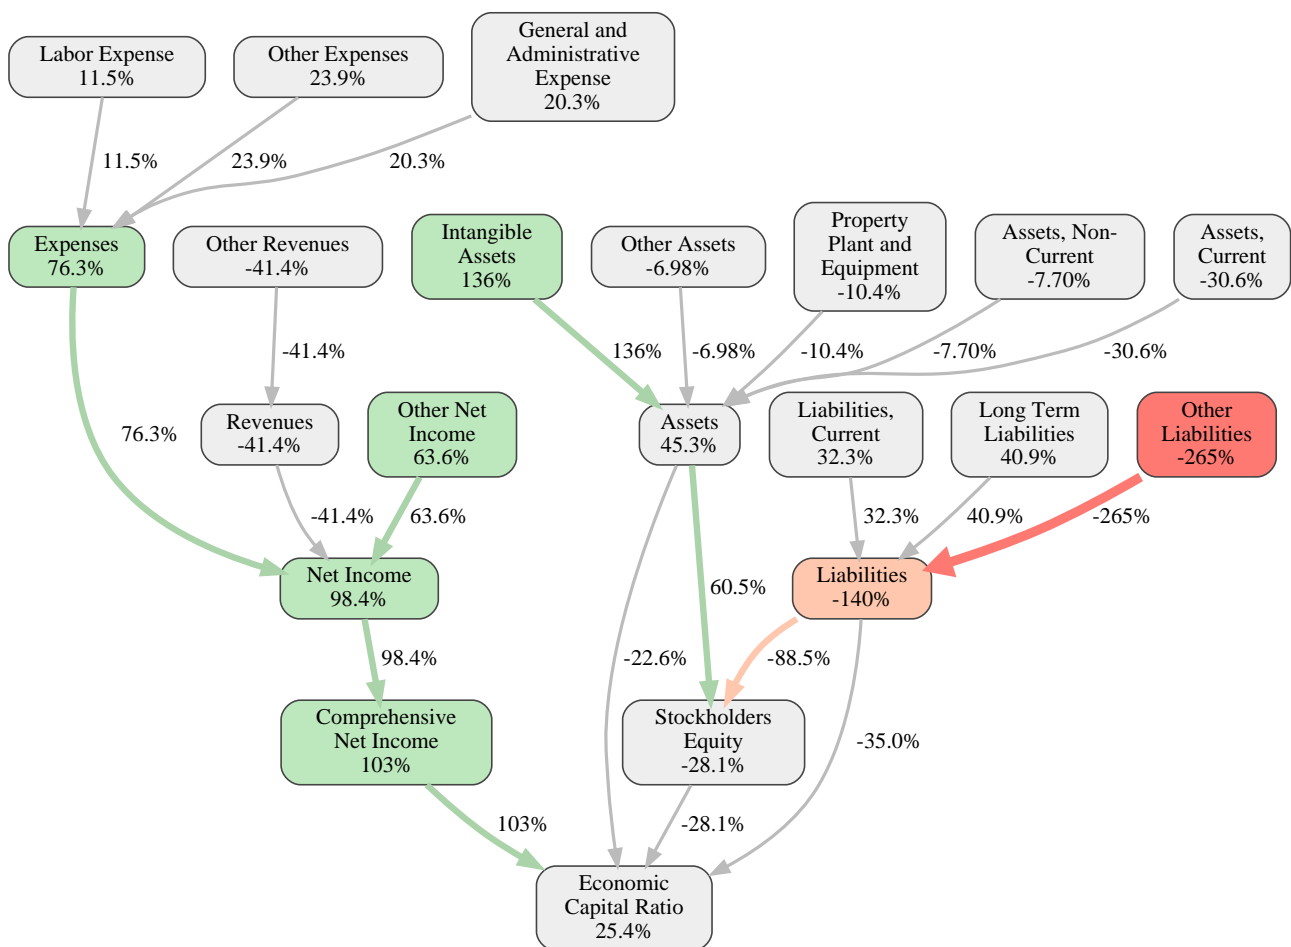 Labor Expense
11.5%
Other Expenses
23.9%
General and
Administrative
Expense
20.3%
11.5%
23.9%
20.3%
Expenses
76.3%
Other Revenues
-41.4%
Intangible
Assets
136%
Other Assets
-6.98%
Property
Plant and
Equipment
-10.4%
Assets, Non-
Current
-7.70%
Assets,
Current
-30.6%
-41.4%
136%
-6.98%
-10.4%
-7.70%
-30.6%
76.3%
Revenues
-41.4%
Other Net
Income
63.6%
Assets
45.3%
Liabilities,
Current
32.3%
Long Term
Liabilities
40.9%
Other
Liabilities
-265%
-41.4%
63.6%
32.3%
40.9%
-265%
Net Income
98.4%
60.5%
Liabilities
-140%
98.4%
-22.6%
-88.5%
Comprehensive
Net Income
103%
Stockholders
Equity
-28.1%
-35.0%
103%
-28.1%
Economic
Capital Ratio
25.4%